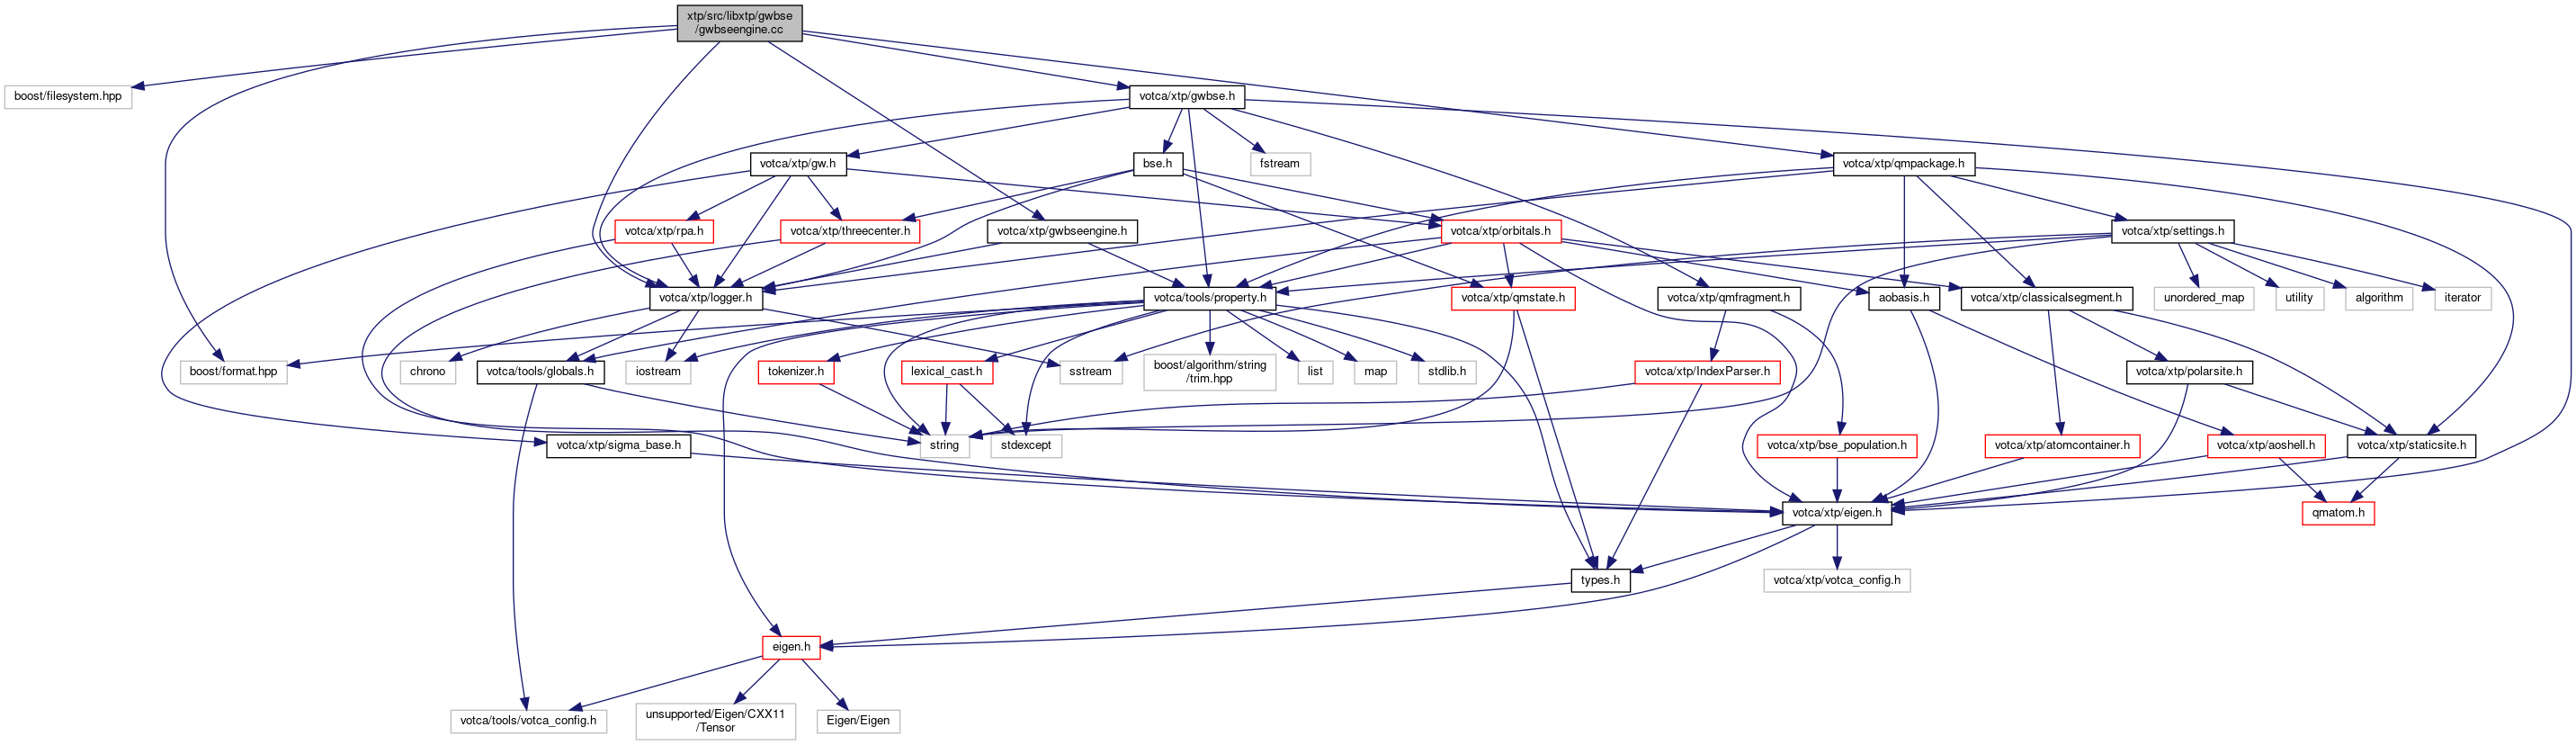 xtp/src/libxtp/gwbse
/gwbseengine.cc
boost/filesystem.hpp
votca/xtp/gwbse.h
votca/xtp/gw.h
bse.h
fstream
votca/xtp/qmpackage.h
votca/xtp/rpa.h
votca/xtp/threecenter.h
votca/xtp/gwbseengine.h
votca/xtp/orbitals.h
votca/xtp/settings.h
votca/xtp/logger.h
votca/tools/property.h
votca/xtp/qmstate.h
votca/xtp/qmfragment.h
aobasis.h
votca/xtp/classicalsegment.h
unordered_map
utility
algorithm
iterator
boost/format.hpp
chrono
votca/tools/globals.h
iostream
tokenizer.h
lexical_cast.h
sstream
boost/algorithm/string
/trim.hpp
list
map
stdlib.h
votca/xtp/IndexParser.h
votca/xtp/polarsite.h
votca/xtp/sigma_base.h
string
stdexcept
votca/xtp/bse_population.h
votca/xtp/atomcontainer.h
votca/xtp/aoshell.h
votca/xtp/staticsite.h
votca/xtp/eigen.h
qmatom.h
types.h
votca/xtp/votca_config.h
eigen.h
votca/tools/votca_config.h
unsupported/Eigen/CXX11
/Tensor
Eigen/Eigen